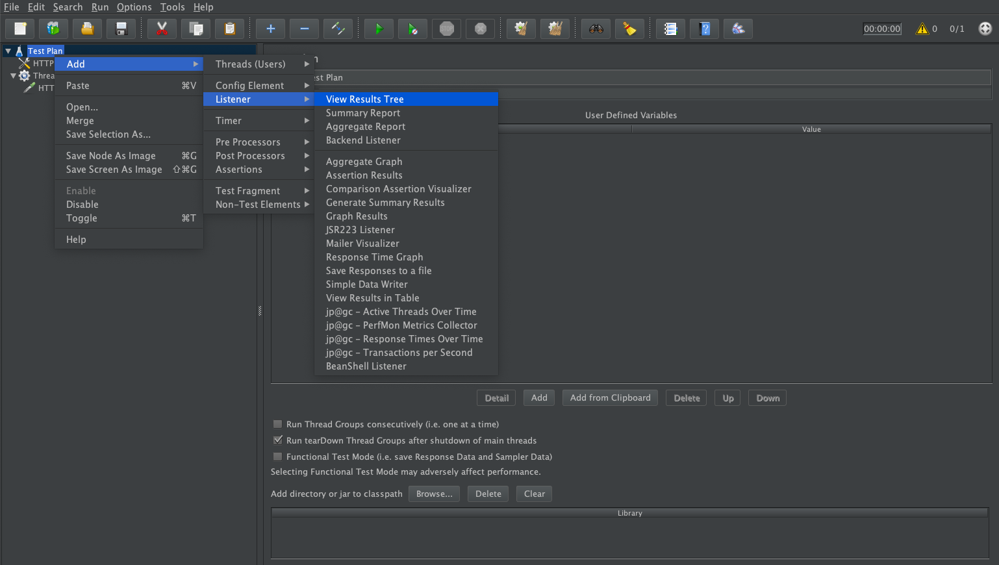 File Edit Search Run Options Tools Help
00:00:00 0 0/1
Test Plan
HTTP
Threa
HTT
Add
Paste ⌘V
Open...
Merge
Save Selection As...
Save Node As Image ⌘G
Save Screen As Image ⇧⌘G
Enable
Disable
Toggle ⌘T
Help
Threads (Users)
Config Element
Listener
Timer
Pre Processors
Post Processors
Assertions
Test Fragment
Non-Test Elements
View Results Tree
Summary Report
Aggregate Report
Backend Listener
Aggregate Graph
Assertion Results
Comparison Assertion Visualizer
Generate Summary Results
Graph Results
JSR223 Listener
Mailer Visualizer
Response Time Graph
Save Responses to a file
Simple Data Writer
View Results in Table
jp@gc - Active Threads Over Time
jp@gc - PerfMon Metrics Collector
jp@gc - Response Times Over Time
jp@gc - Transactions per Second
BeanShell Listener
n
est Plan
User Defined Variables
Value
Detail Add Add from Clipboard Delete Up Down
Run Thread Groups consecutively (i.e. one at a time)
Run tearDown Thread Groups after shutdown of main threads
Functional Test Mode (i.e. save Response Data and Sampler Data)
Selecting Functional Test Mode may adversely affect performance.
Add directory or jar to classpath Browse... Delete Clear
Library